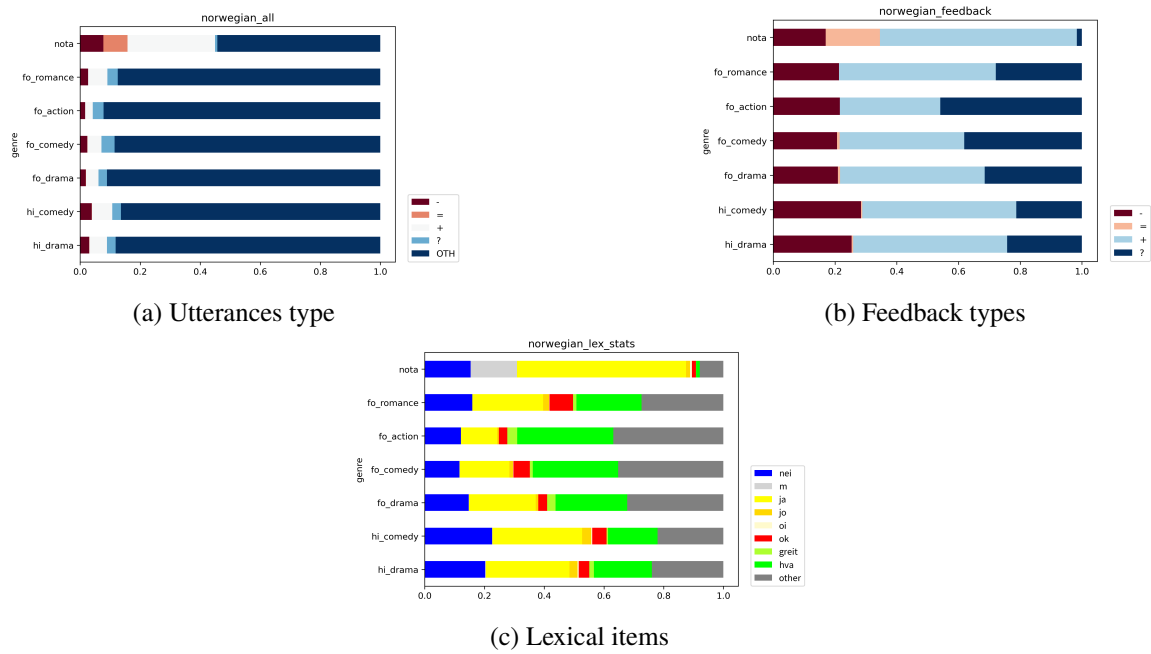 norwegian_all
nota
fo_romance
fo_action
fo_comedy
fo_drama
hi_comedy
hi_drama
genre
0.0 0.2 0.4 0.6 0.8 1.0
-
=
+
?
OTH
(a) Utterances type
norwegian_feedback
nota
fo_romance
fo_action
fo_comedy
fo_drama
hi_comedy
hi_drama
genre
0.0 0.2 0.4 0.6 0.8 1.0
-
=
+
?
(b) Feedback types
norwegian_lex_stats
nota
fo_romance
fo_action
fo_comedy
fo_drama
hi_comedy
hi_drama
genre
0.0 0.2 0.4 0.6 0.8 1.0
nei
m
ja
jo
oi
ok
greit
hva
other
(c) Lexical items